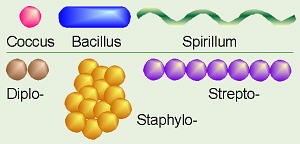 Coccus Bacillus Spirillum
Diplo- Strepto-
Staphylo-